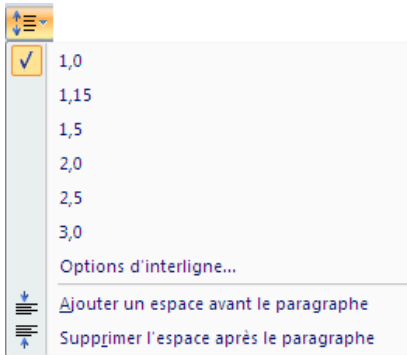 1,0
1,15
1,5
2,0
2,5
3,0
Options d'interligne...
Ajouter un espace avant le paragraphe
Supprimer l'espace après le paragraphe